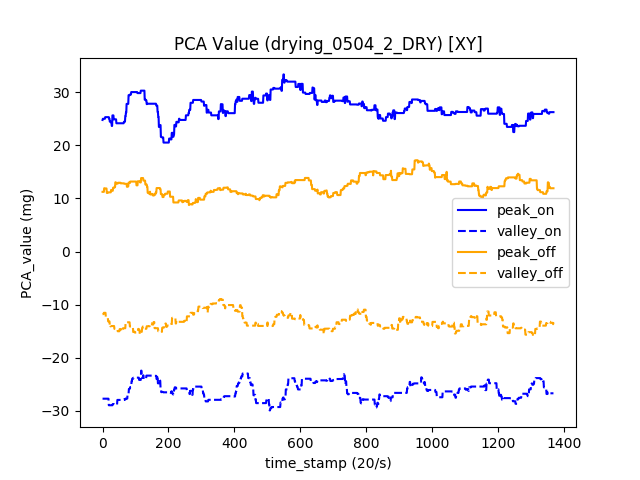 PCA Value (drying_0504_2_DRY) [XY]
PCA_value (mg)
30
20
10
0
−10
−20
−30
peak_on
valley_on
peak_off
valley_off
0 200 400 600 800 1000 1200 1400
time_stamp (20/s)